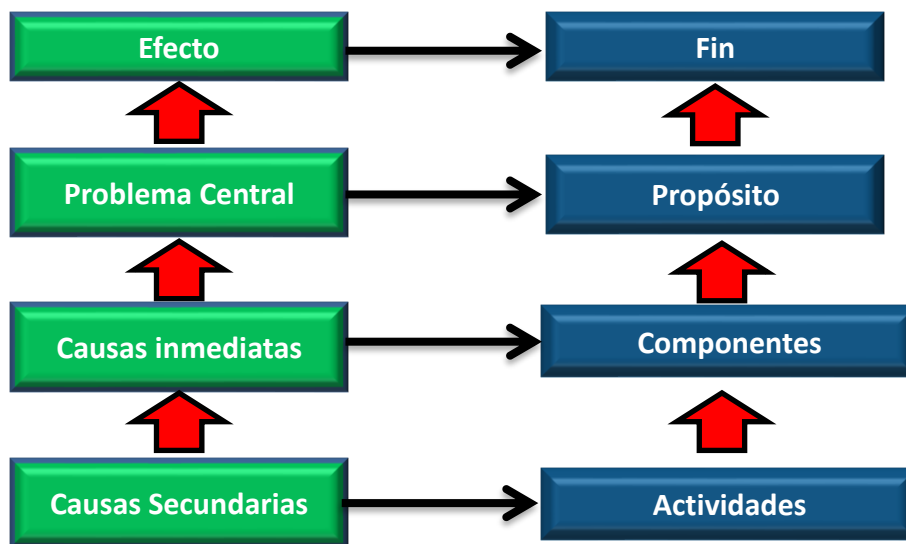 Efecto
Fin
Problema Central
Propósito
Causas inmediatas
Componentes
Causas Secundarias
Actividades